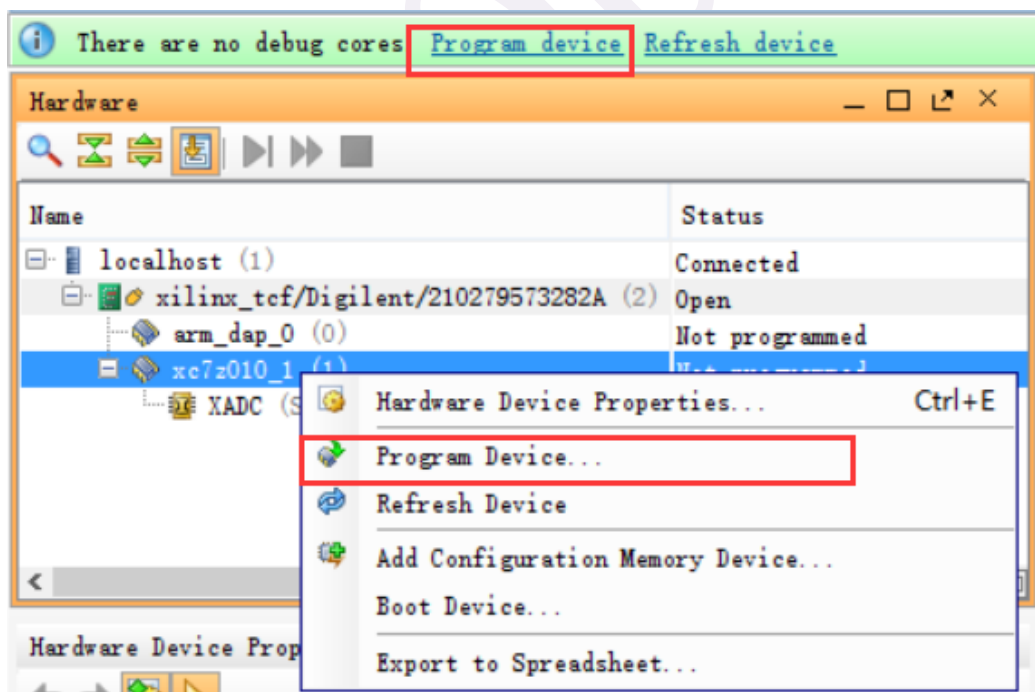 There are no debug cores. Program device Refresh device
Hardware
Name Status
localhost (1) Connected
xilinx_tcf/Digilent/210279573282A (2) Open
arm_dap_0 (0) Not programmed
xc7z010_1 (1) Not programmed
XADC (S
Hardware Device Properties... Ctrl+E
Program Device...
Refresh Device
Add Configuration Memory Device...
Boot Device...
Export to Spreadsheet...
Hardware Device Prop